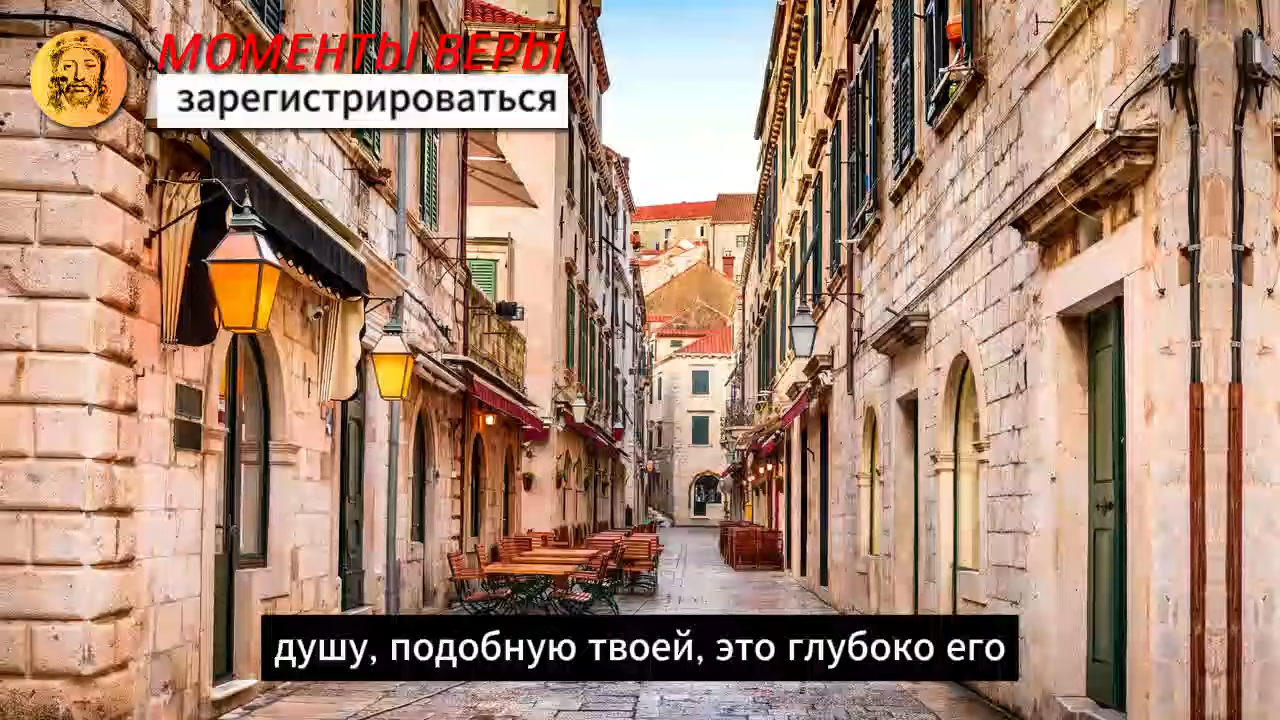 МОМЕНТЫ ВЕРЫ
зарегистрироваться
душу, подобную твоей, это глубоко его